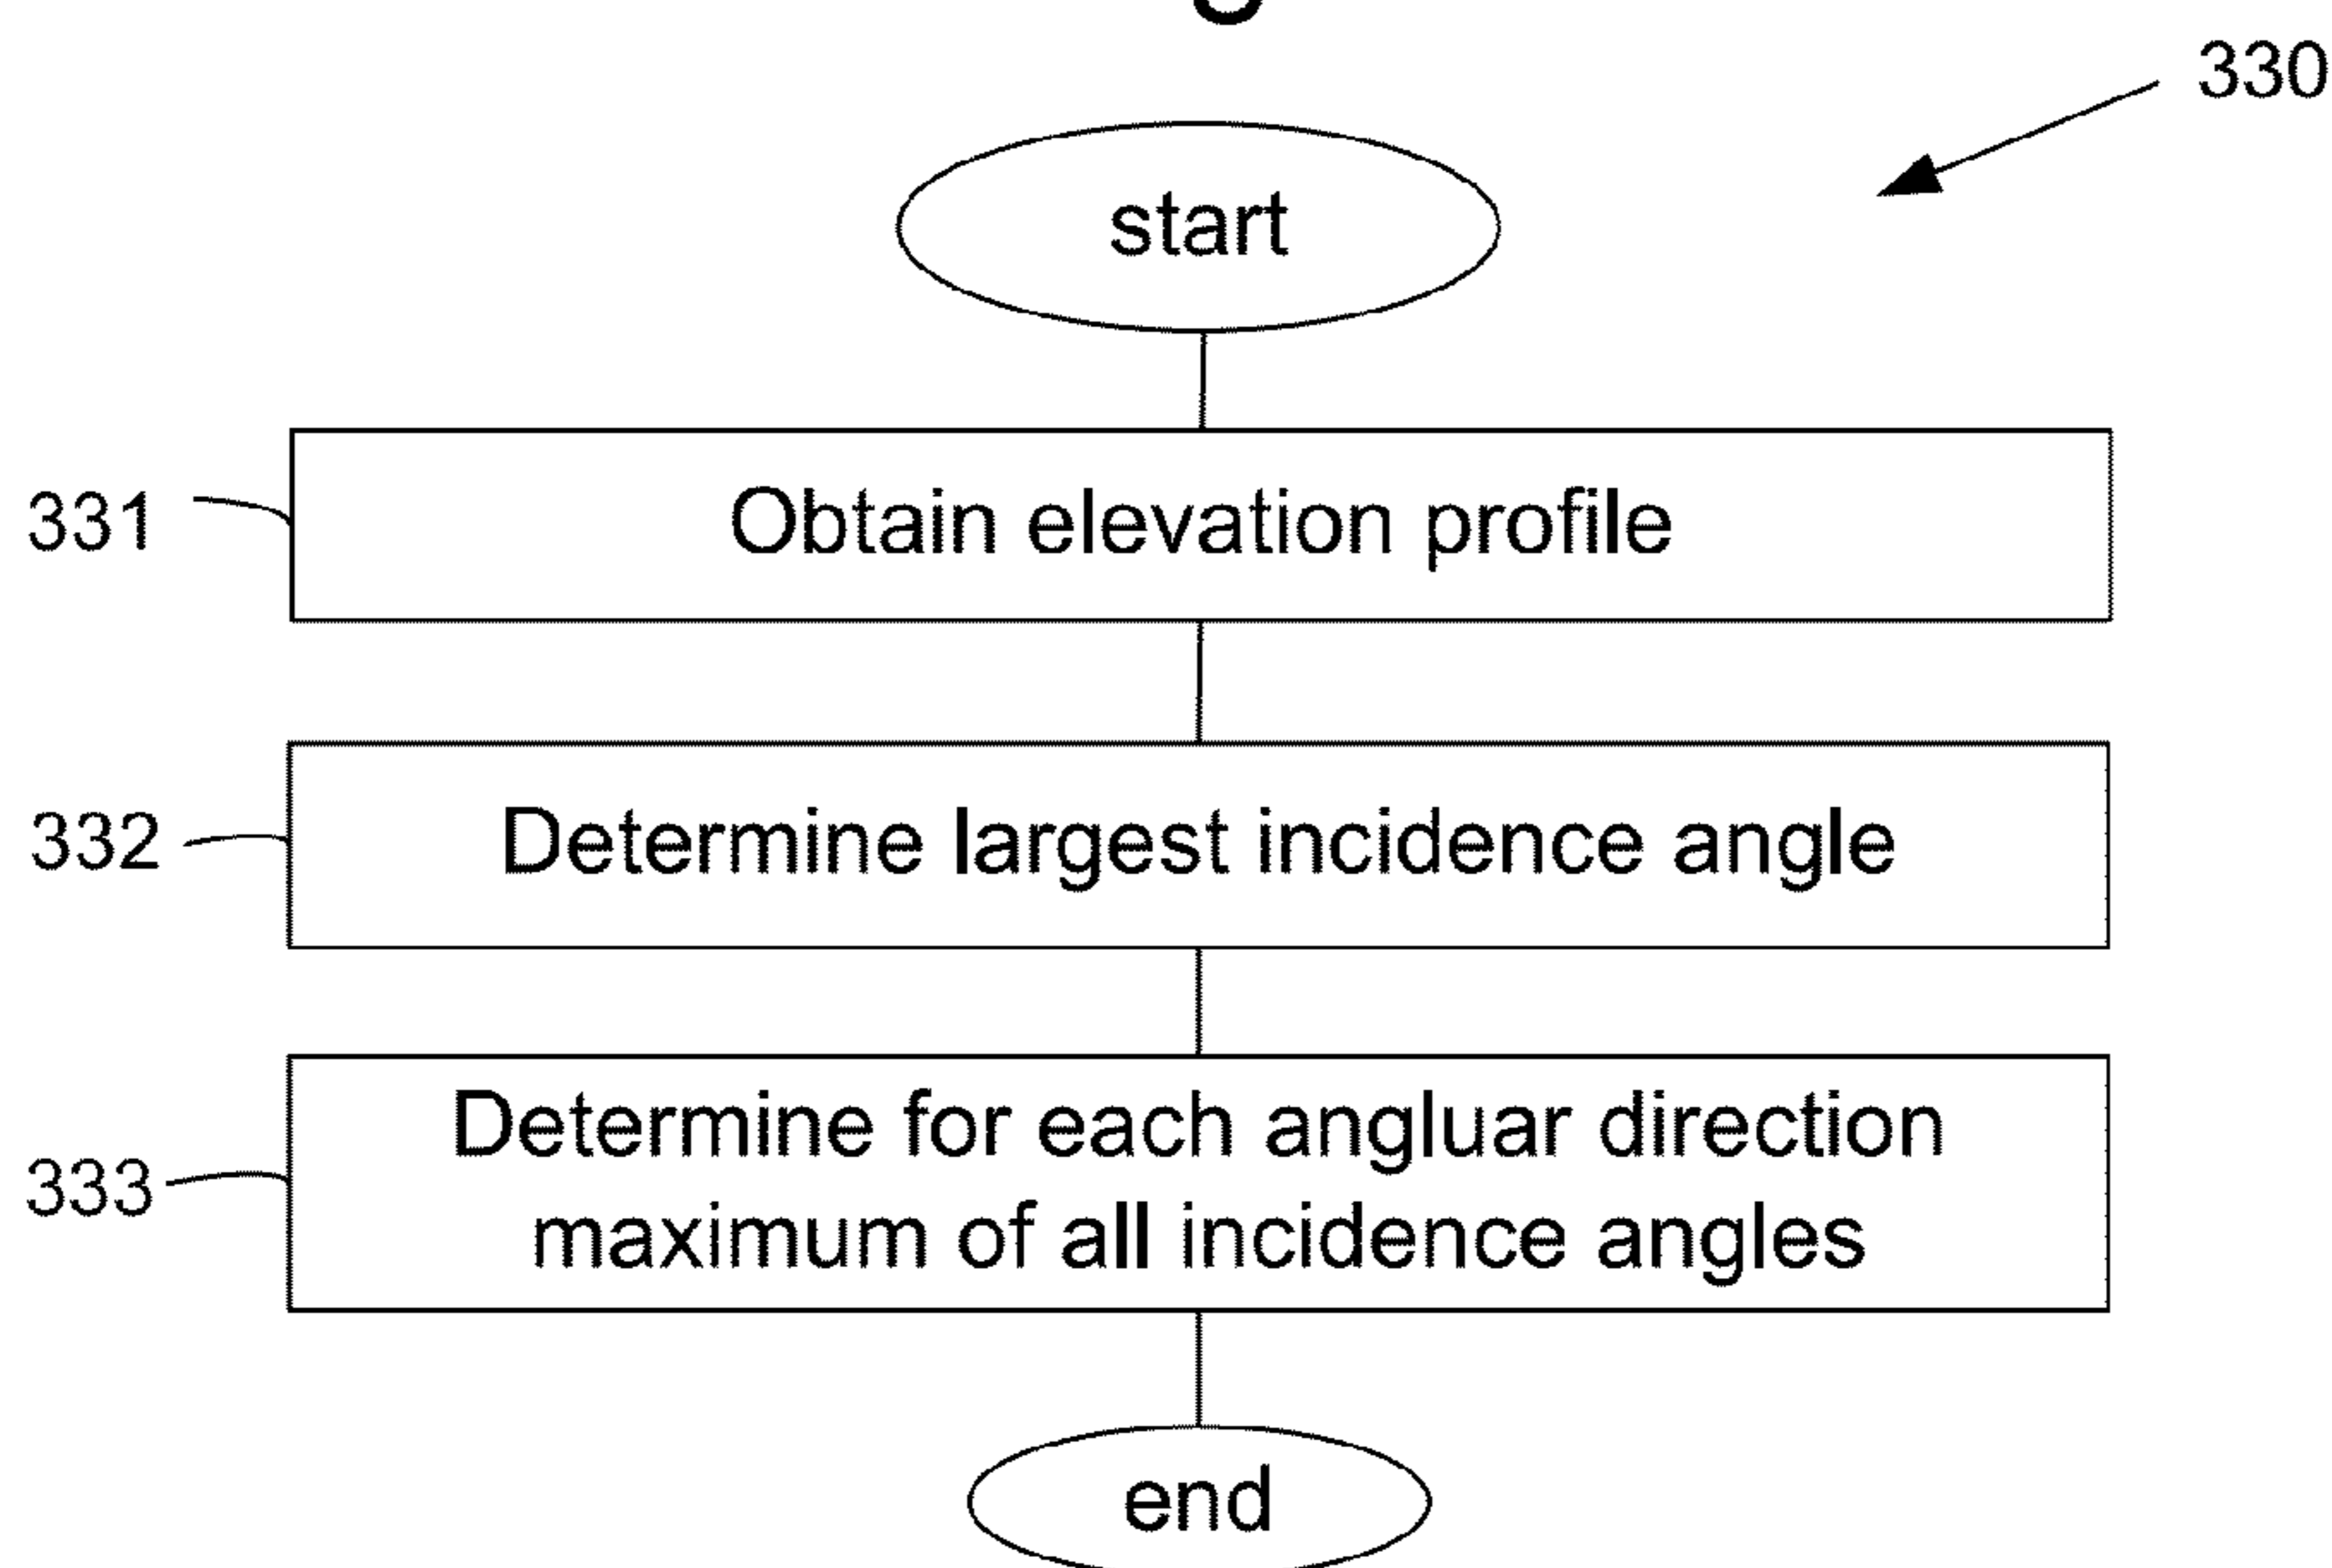 330
start
331
Obtain elevation profile
332
Determine largest incidence angle
333
Determine for each angluar direction
maximum of all incidence angles
end